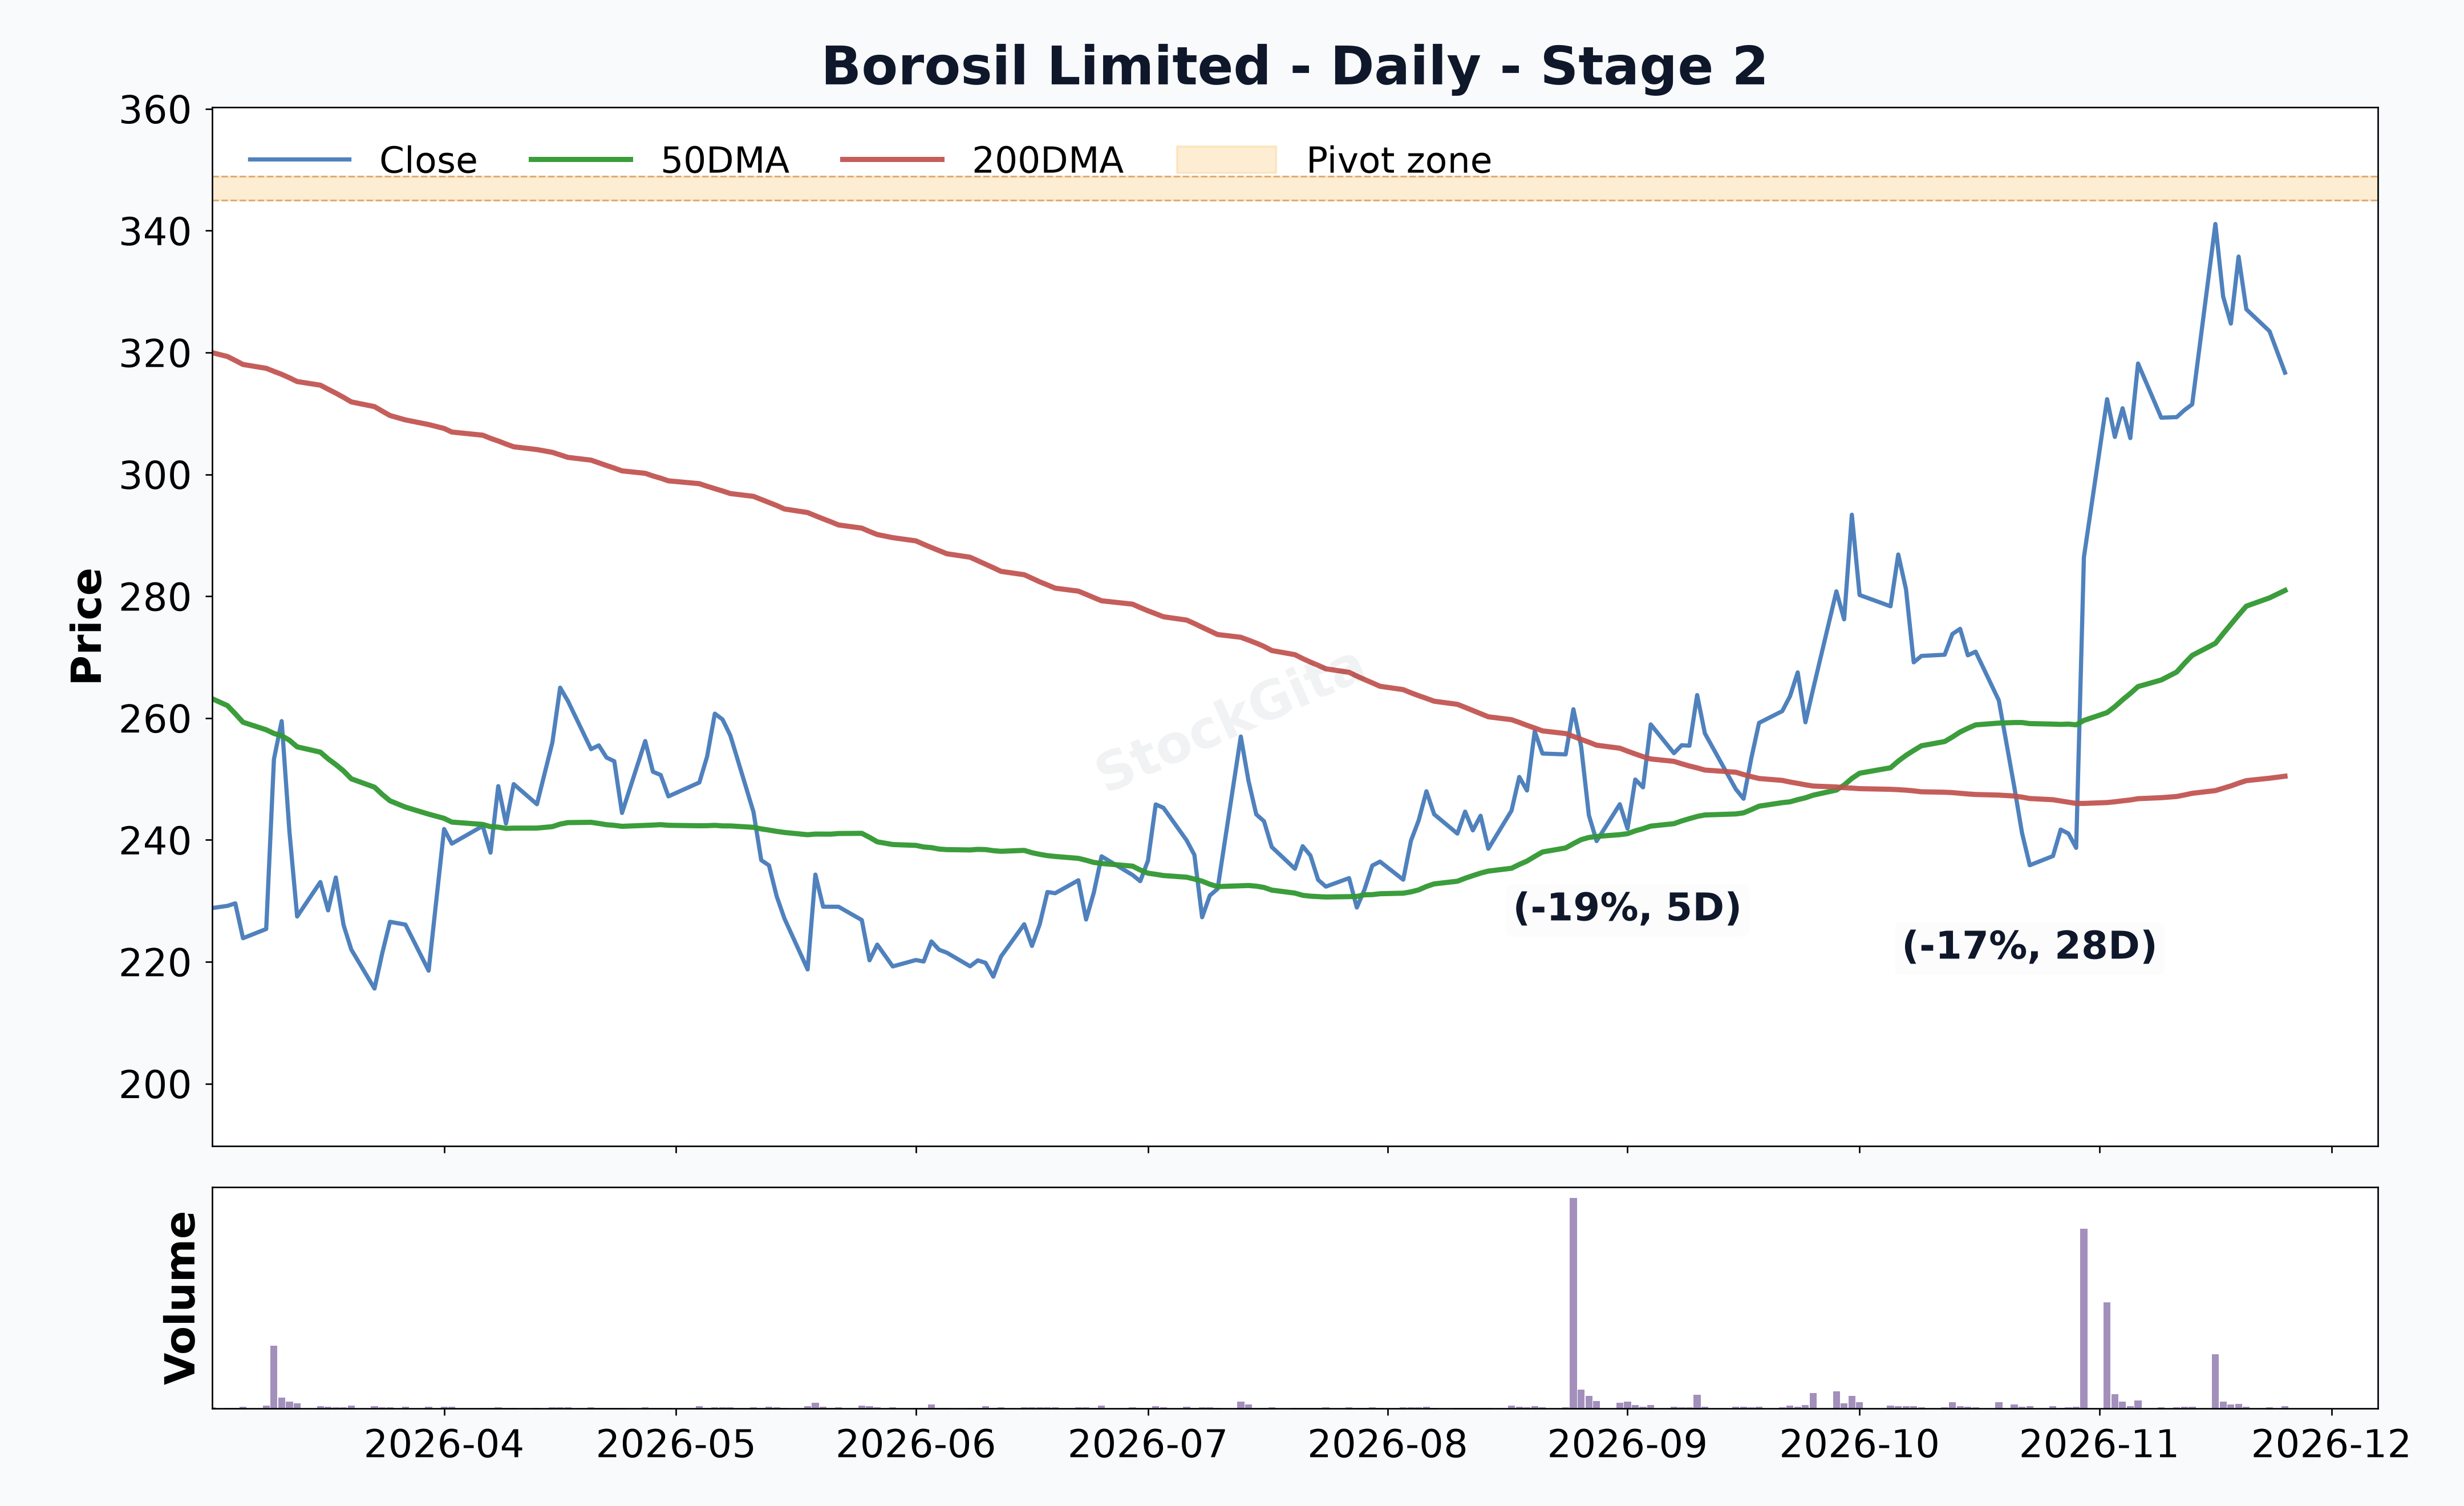 Borosil Limited - Daily - Stage 2
Close 50DMA 200DMA Pivot zone
360
340
320
300
280
260
240
220
200
Price
StockGita
(-19%, 5D)
(-17%, 28D)
Volume
2026-04 2026-05 2026-06 2026-07 2026-08 2026-09 2026-10 2026-11 2026-12